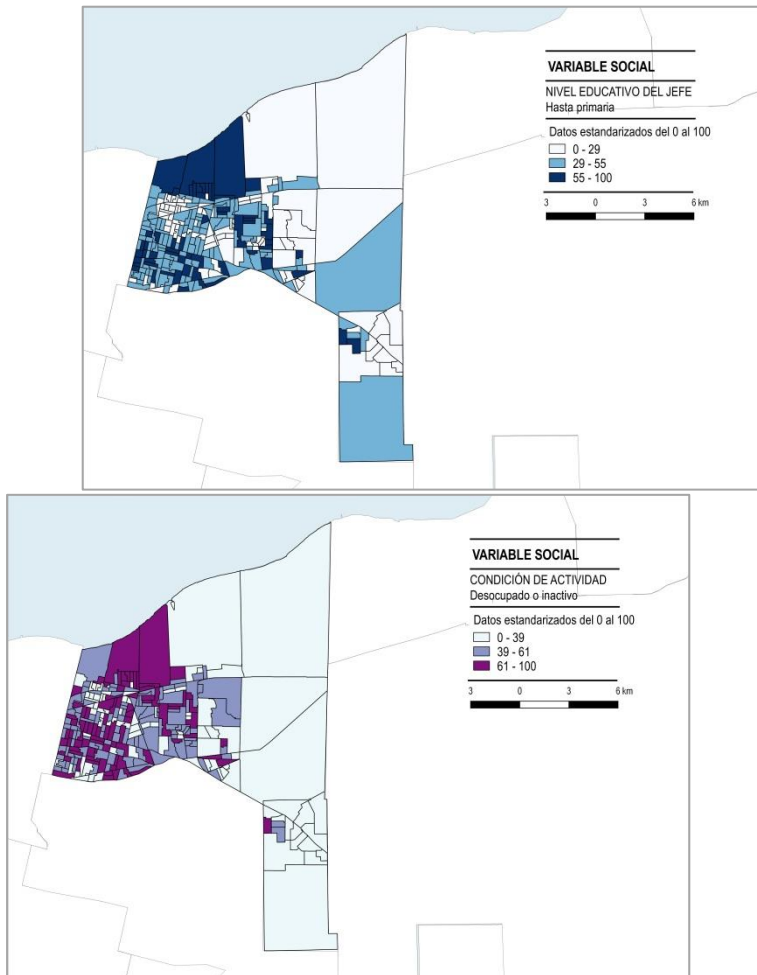 VARIABLE SOCIAL
NIVEL EDUCATIVO DEL JEFE
Hasta primaria
Datos estandarizados del 0 al 100
0 - 29
29 - 55
55 - 100
3 0 3 6 km
VARIABLE SOCIAL
CONDICIÓN DE ACTIVIDAD
Desocupado o inactivo
Datos estandarizados del 0 al 100
0 - 39
39 - 61
61 - 100
3 0 3 6 km